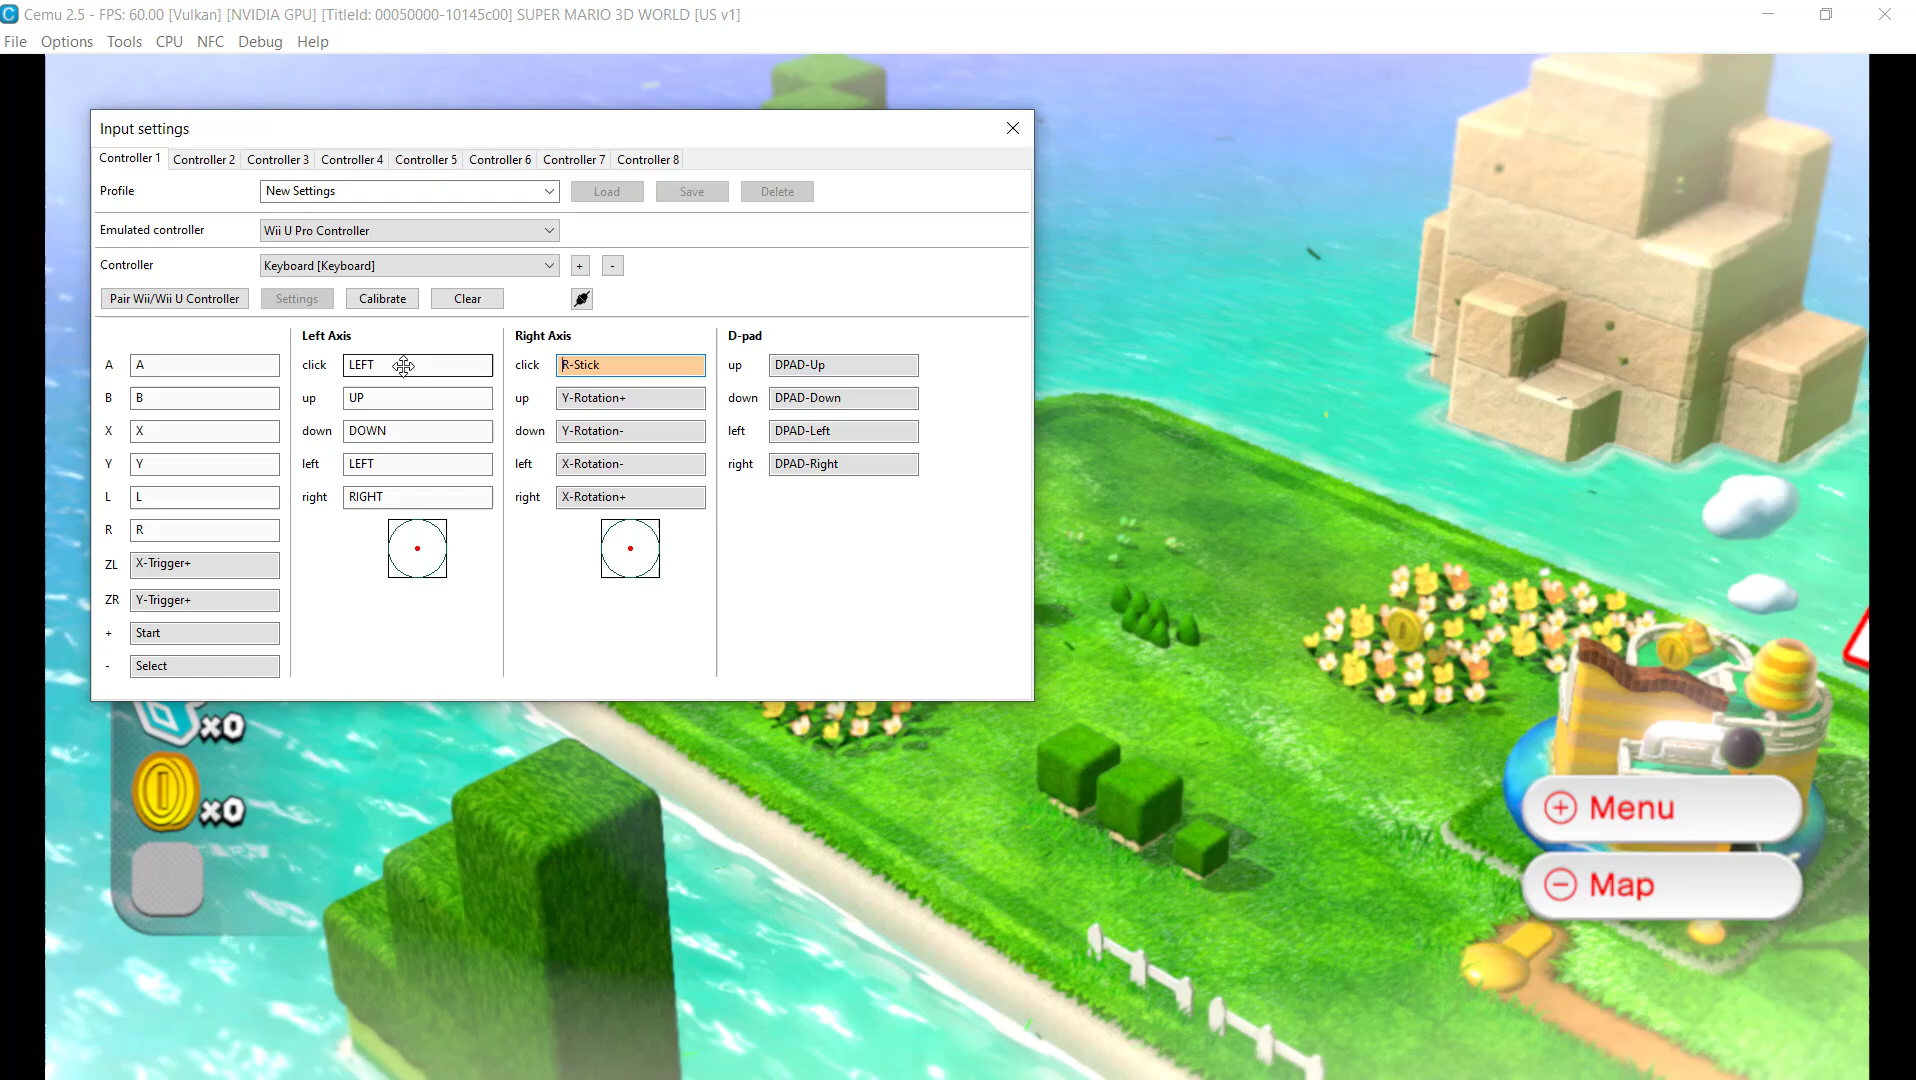 Cemu 2.5 - FPS: 60.00 [Vulkan] [NVIDIA GPU] [TitleId: 00050000-10145c00] SUPER MARIO 3D WORLD [US v1]
File Options Tools CPU NFC Debug Help
Input settings
Controller 1 Controller 2 Controller 3 Controller 4 Controller 5 Controller 6 Controller 7 Controller 8
Profile New Settings Load Save Delete
Emulated controller Wii U Pro Controller
Controller Keyboard [Keyboard] + -
Pair Wii/Wii U Controller Settings Calibrate Clear
Left Axis Right Axis D-pad
A A click LEFT click R-Stick up DPAD-Up
B B up UP up Y-Rotation+ down DPAD-Down
X X down DOWN down Y-Rotation- left DPAD-Left
Y Y left LEFT left X-Rotation- right DPAD-Right
L L right RIGHT right X-Rotation+
R R
ZL X-Trigger+
ZR Y-Trigger+
+ Start
- Select
x0
x0
+ Menu
- Map